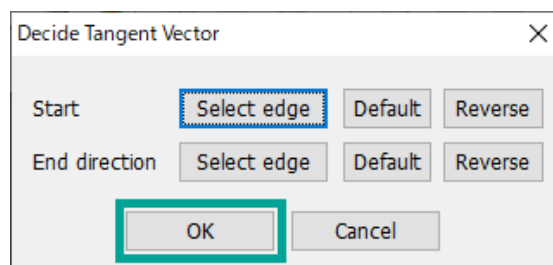 Decide Tangent Vector
Start Select edge Default Reverse
End direction Select edge Default Reverse
OK Cancel